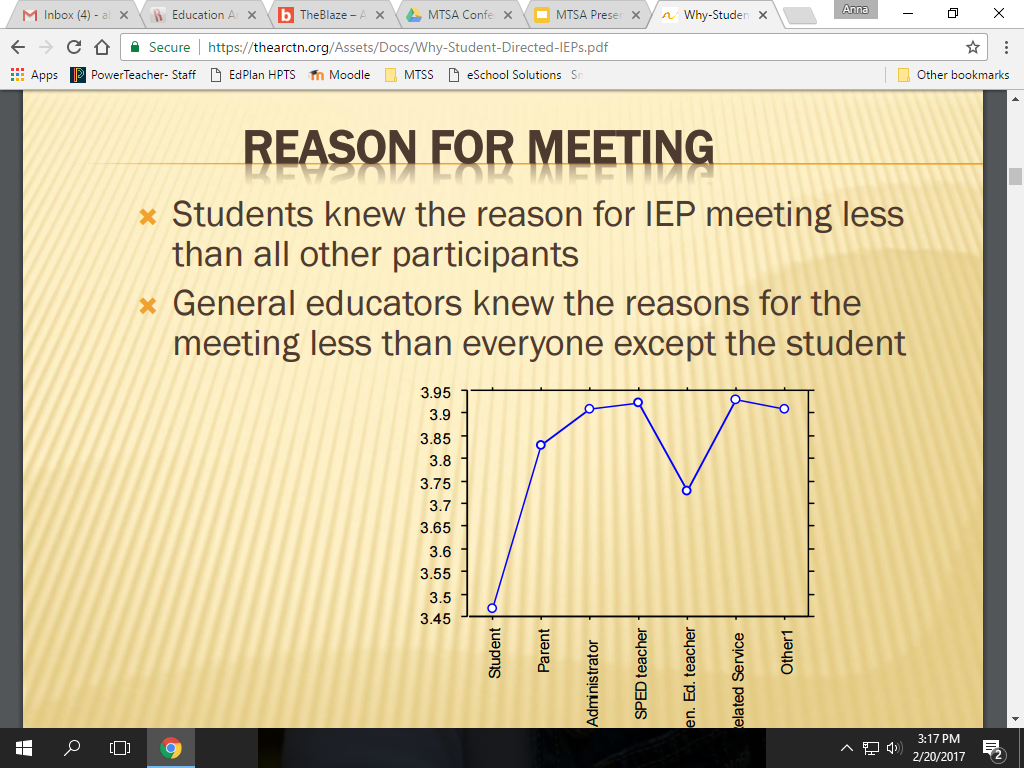 Inbox (4) - a
Education A
TheBlaze – A
MTSA Confe
MTSA Prese
Why-Studen
Anna
Secure
https://thearctn.org/Assets/Docs/Why-Student-Directed-IEPs.pdf
Apps
PowerTeacher- Staff
EdPlan HPTS
Moodle
MTSS
eSchool Solutions
Other bookmarks
REASON FOR MEETING
Students knew the reason for IEP meeting less
than all other participants
General educators knew the reasons for the
meeting less than everyone except the student
3.95
3.9
3.85
3.8
3.75
3.7
3.65
3.6
3.55
3.5
3.45
Student
Parent
Administrator
SPED teacher
en. Ed. teacher
elated Service
Other1
3:17 PM
2/20/2017
2